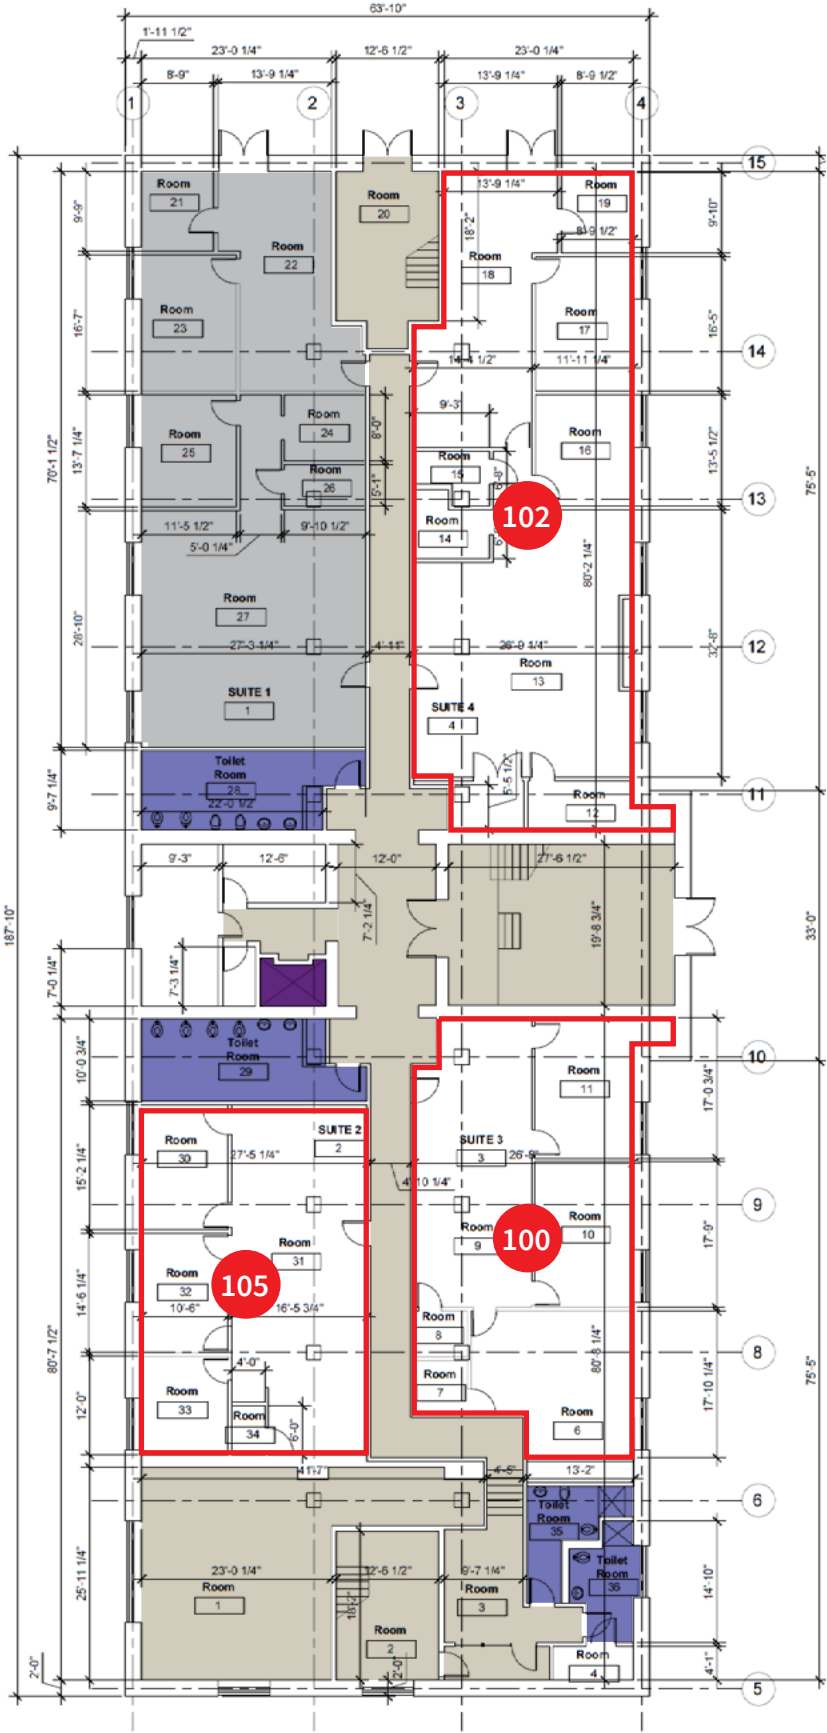 63'-10"
1'-11 1/2"
23'-0 1/4" 12'-6 1/2" 23'-0 1/4"
8'-9" 13'-9 1/4" 13'-9 1/4" 8'-9 1/2"
1 2 3 4
15
Room
21
Room
20
13'-9 1/4"
Room
19
9'-9"
18'-2"
8'-9 1/2"
9'-10"
Room
22
Room
18
Room
23
Room
17
16'-7"
16'-5"
14
11'-11 1/4"
9'-3"
Room
24
8'-0"
Room
25
Room
16
70'-1 1/2"
13'-7 1/4"
13'-5 1/2"
75'-5"
Room
26
5'-1"
Room
15
13
102
11'-5 1/2" 9'-10 1/2"
5'-0 1/4"
Room
14
80'-2 1/4"
Room
27
28'-10"
27'-3 1/4" 4'-11" 26'-9 1/4"
32'-8"
12
Room
13
SUITE 1
1
SUITE 4
4
Toilet
Room
28
22'-0 1/2"
9'-7 1/4"
5'-5 1/2"
Room
12
11
9'-3" 12'-6" 12'-0" 27'-6 1/2"
187'-10"
7'-2 1/4"
19'-8 3/4"
33'-0"
7'-0 1/4"
7'-3 1/4"
Toilet
Room
29
10'-0 3/4"
10
Room
11
17'-0 3/4"
SUITE 2
2
Room
30
27'-5 1/4"
SUITE 3
3
15'-2 1/4"
4'-10 1/4"
9
Room
9
Room
10
100
17'-9"
Room
31
105
Room
32
14'-6 1/4"
10'-6" 16'-5 3/4"
Room
8
80'-7 1/2"
80'-8 1/4"
8
75'-5"
4'-0"
Room
7
17'-10 1/4"
12'-0"
Room
33
Room
34
6'-0"
Room
6
41'-7" 4'-5" 13'-2"
6
Toilet
Room
35
25'-11 1/4"
Toilet
Room
36
14'-10"
23'-0 1/4" 12'-6 1/2" 9'-7 1/4"
Room
1
18'-2"
Room
3
Room
2
Room
4
2'-0"
2'-0"
4'-1"
5